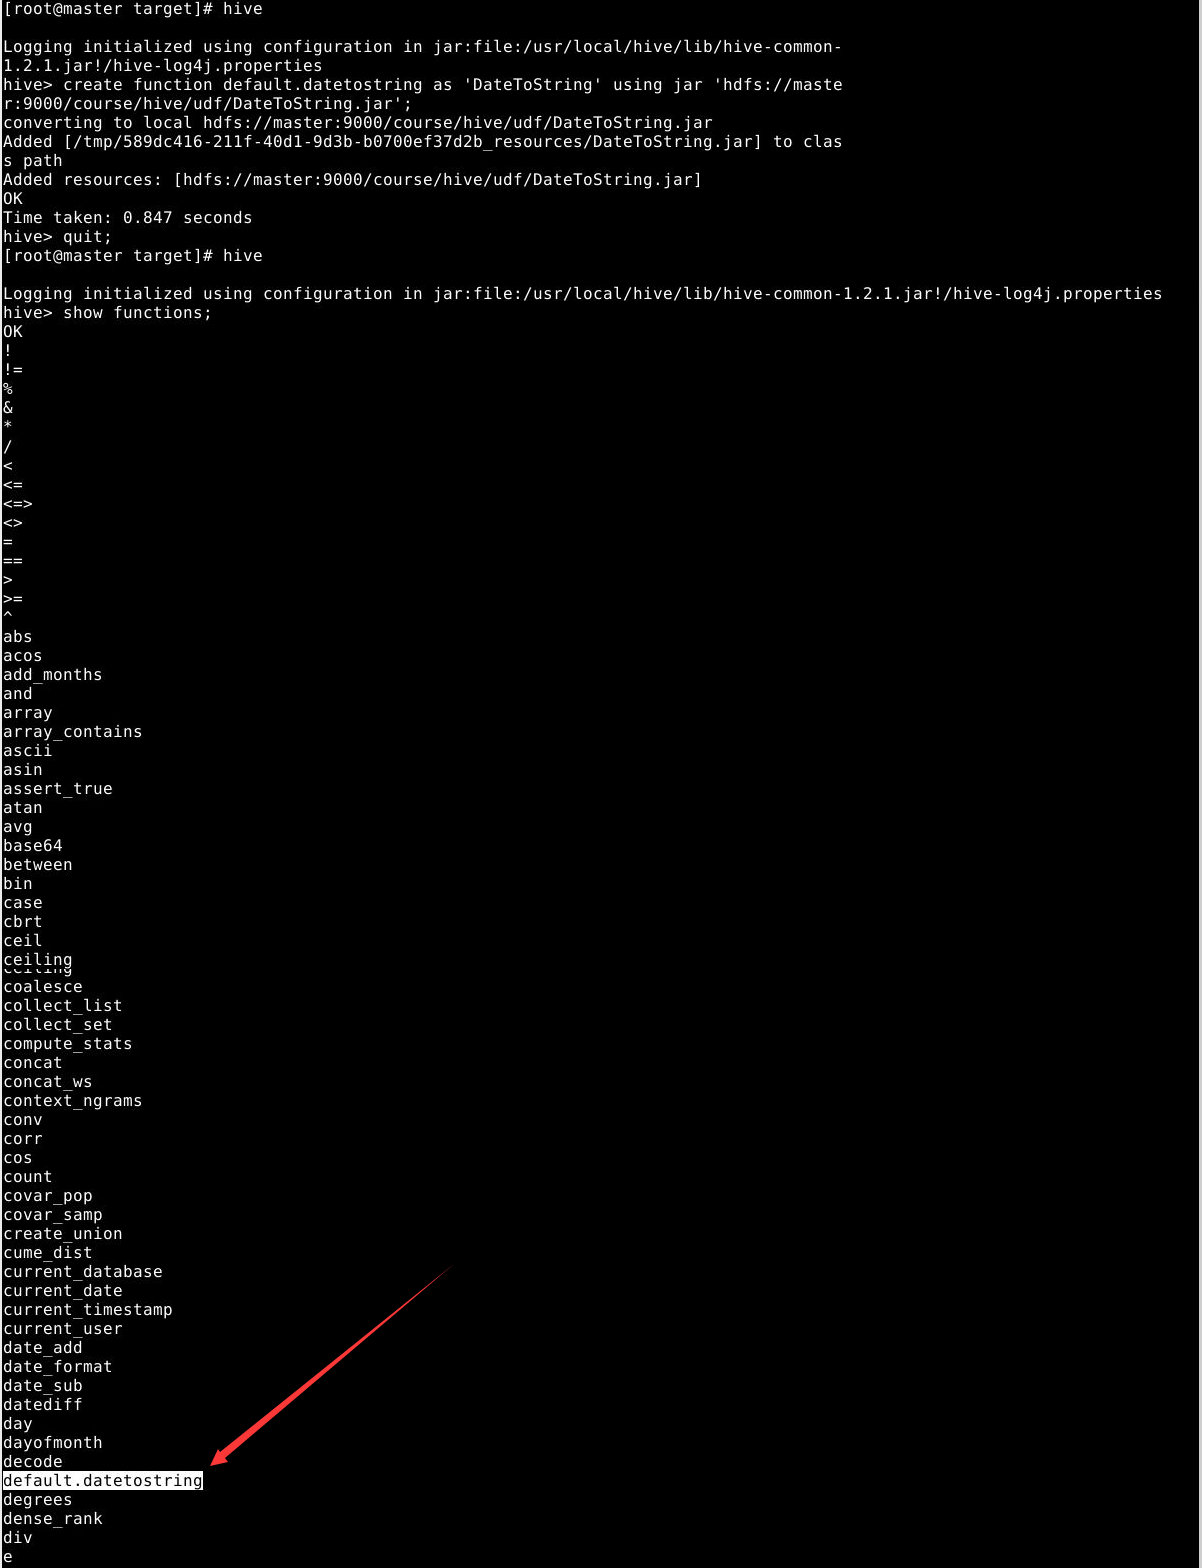 [root@master target]# hive
Logging initialized using configuration in jar:file:/usr/local/hive/lib/hive-common-
1.2.1.jar!/hive-log4j.properties
hive> create function default.datetostring as 'DateToString' using jar 'hdfs://maste
r:9000/course/hive/udf/DateToString.jar';
converting to local hdfs://master:9000/course/hive/udf/DateToString.jar
Added [/tmp/589dc416-211f-40d1-9d3b-b0700ef37d2b_resources/DateToString.jar] to clas
s path
Added resources: [hdfs://master:9000/course/hive/udf/DateToString.jar]
OK
Time taken: 0.847 seconds
hive> quit;
[root@master target]# hive
Logging initialized using configuration in jar:file:/usr/local/hive/lib/hive-common-1.2.1.jar!/hive-log4j.properties
hive> show functions;
OK
!
!=
%
&
*
/
<
<=
<=>
<>
=
==
>
>=
^
abs
acos
add_months
and
array
array_contains
ascii
asin
assert_true
atan
avg
base64
between
bin
case
cbrt
ceil
ceiling
ceiling
coalesce
collect_list
collect_set
compute_stats
concat
concat_ws
context_ngrams
conv
corr
cos
count
covar_pop
covar_samp
create_union
cume_dist
current_database
current_date
current_timestamp
current_user
date_add
date_format
date_sub
datediff
day
dayofmonth
decode
default.datetostring
degrees
dense_rank
div
e